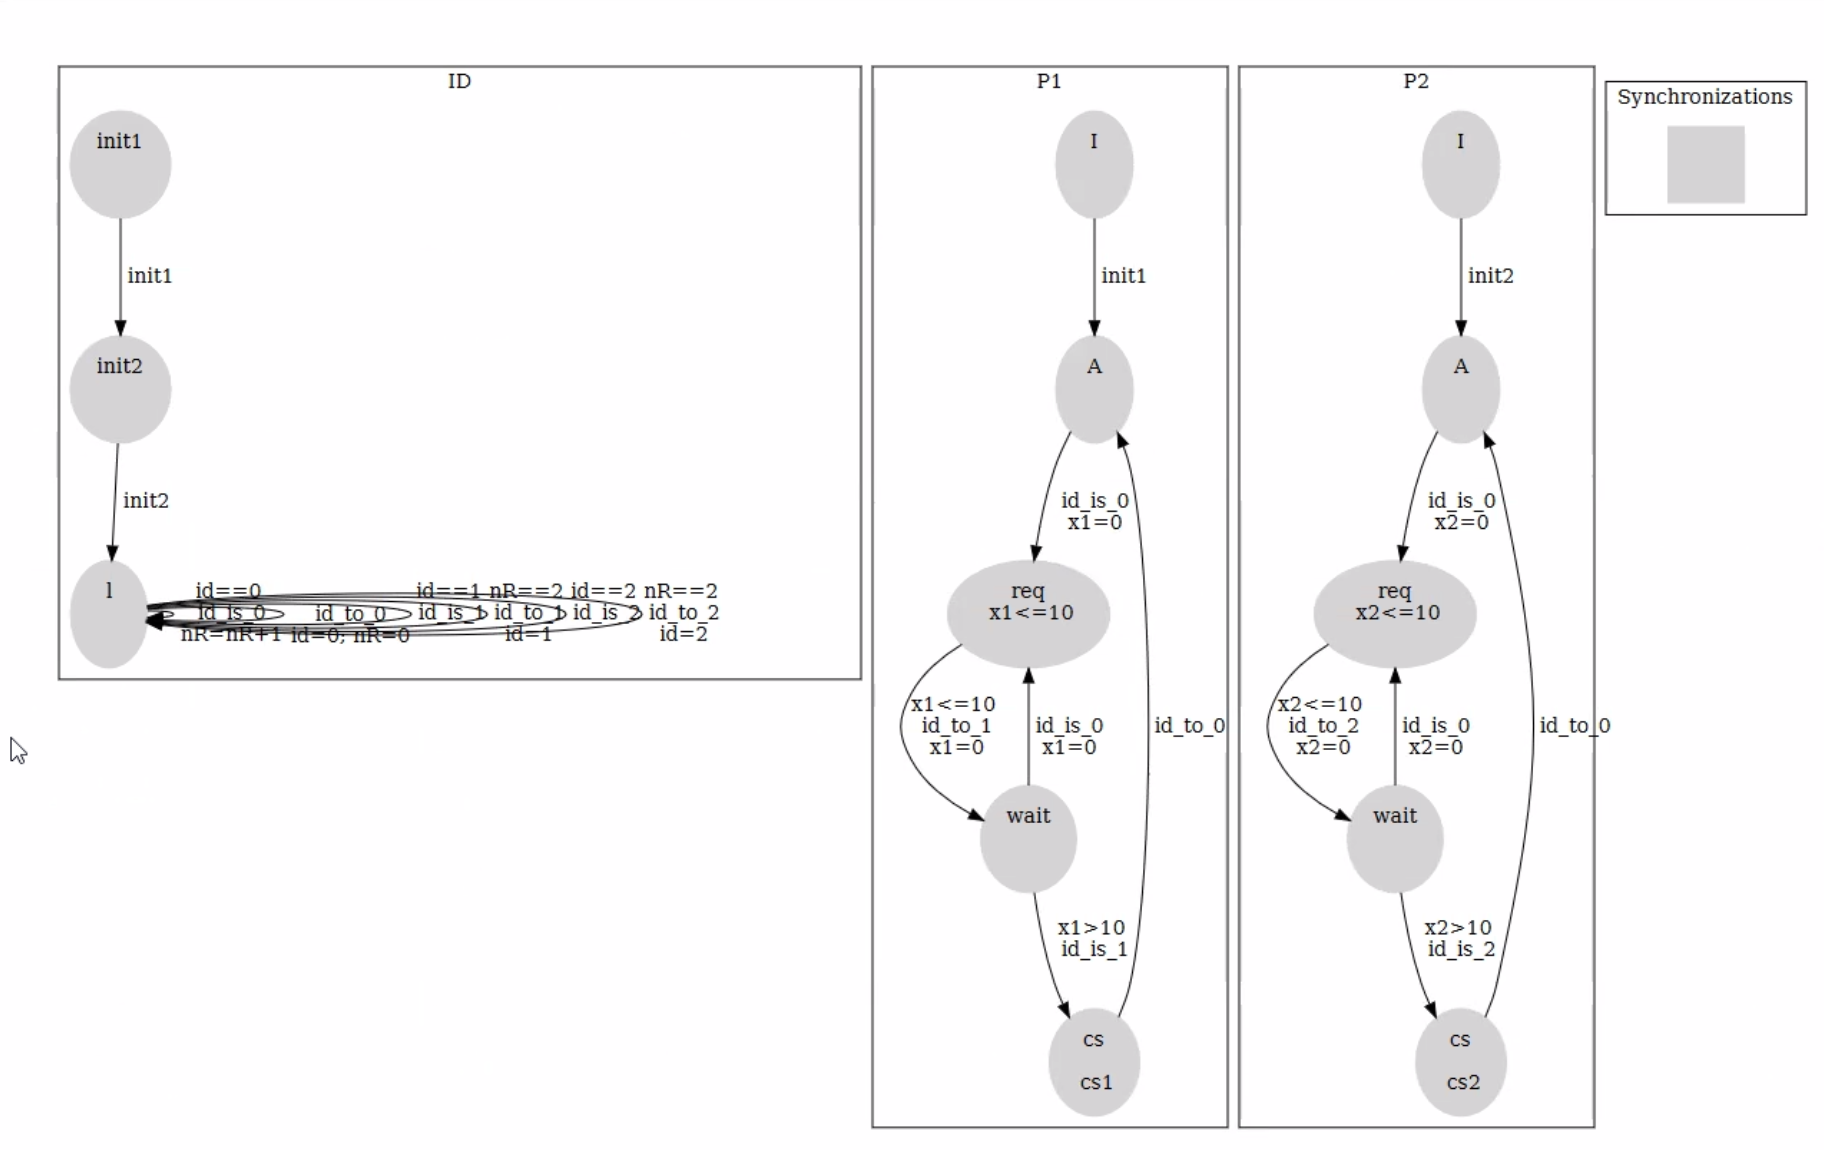 ID
init1
init1
init2
init2
l
id==0
id_is_0
nR=nR+1
id_to_0
id=0; nR=0
id==1
id_is_1
nR==2
id_to_1
id=1
id==2
id_is_2
nR==2
id_to_2
id=2
P1
I
init1
A
id_is_0
x1=0
req
x1<=10
x1<=10
id_to_1
x1=0
id_is_0
x1=0
id_to_0
wait
x1>10
id_is_1
cs
cs1
P2
I
init2
A
id_is_0
x2=0
req
x2<=10
x2<=10
id_to_2
x2=0
id_is_0
x2=0
id_to_0
wait
x2>10
id_is_2
cs
cs2
Synchronizations